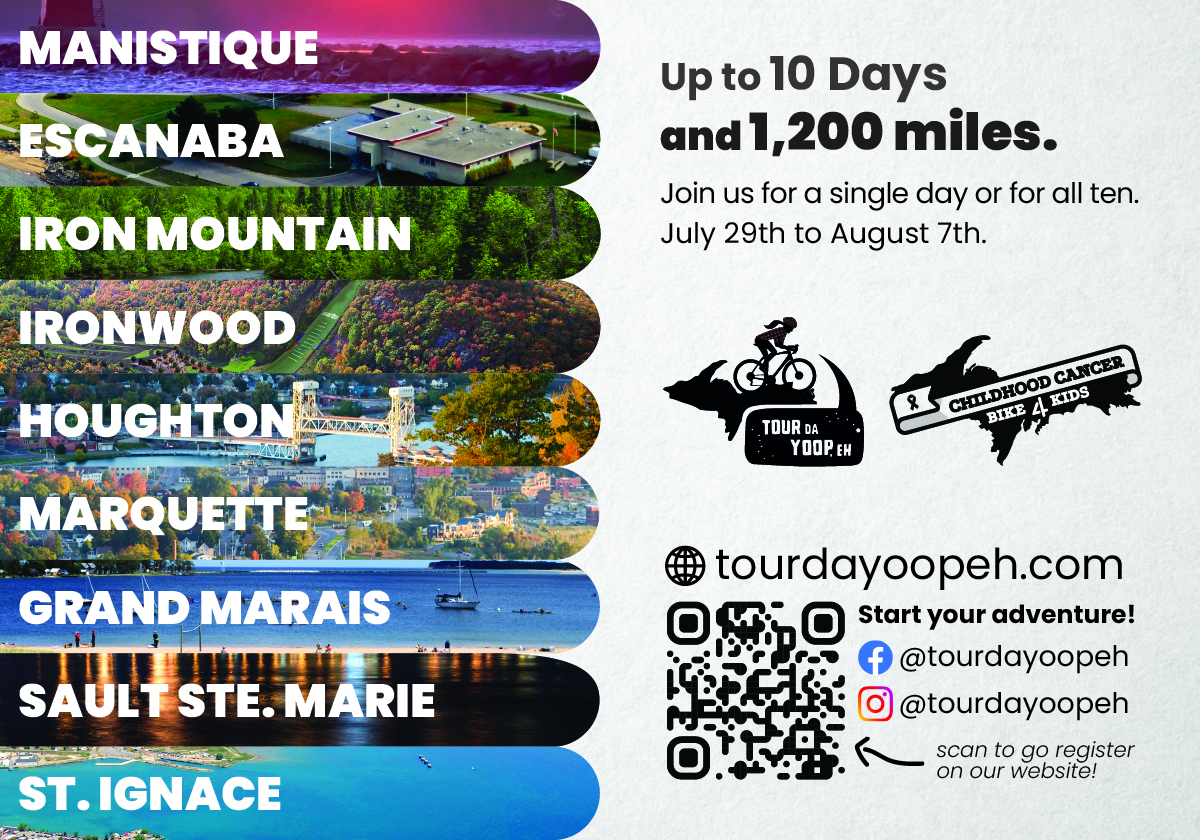 MANISTIQUE
ESCANABA
IRON MOUNTAIN
IRONWOOD
HOUGHTON
MARQUETTE
GRAND MARAIS
SAULT STE. MARIE
ST. IGNACE
Up to 10 Days
and 1,200 miles.
Join us for a single day or for all ten.
July 29th to August 7th.
TOUR DA
YOOP, EH
CHILDHOOD CANCER
BIKE 4 KIDS
tourdayoopeh.com
Start your adventure!
@tourdayoopeh
@tourdayoopeh
scan to go register
on our website!